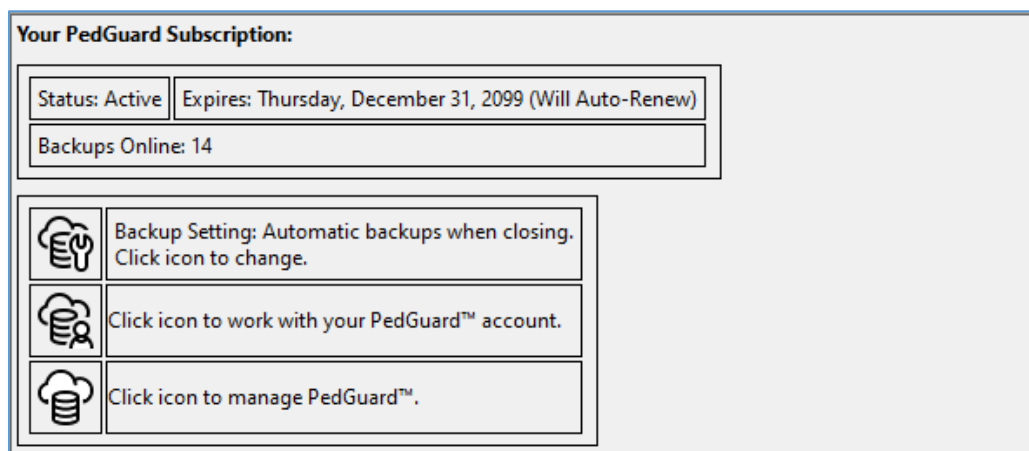 Your PedGuard Subscription:
Status: Active
Expires: Thursday, December 31, 2099 (Will Auto-Renew)
Backups Online: 14
Backup Setting: Automatic backups when closing.
Click icon to change.
Click icon to work with your PedGuard™ account.
Click icon to manage PedGuard™.